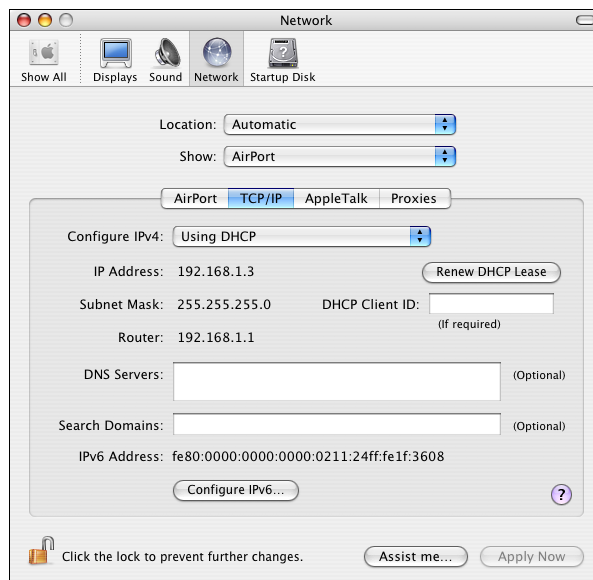 Network
Show All Displays Sound Network Startup Disk
Location: Automatic
Show: AirPort
AirPort TCP/IP AppleTalk Proxies
Configure IPv4: Using DHCP
IP Address: 192.168.1.3 Renew DHCP Lease
Subnet Mask: 255.255.255.0 DHCP Client ID:
(If required)
Router: 192.168.1.1
DNS Servers: (Optional)
Search Domains: (Optional)
IPv6 Address: fe80:0000:0000:0000:0211:24ff:fe1f:3608
Configure IPv6...
?
Click the lock to prevent further changes. Assist me... Apply Now